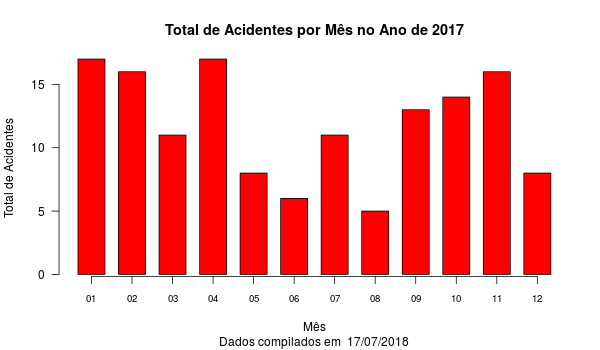 Total de Acidentes por Mês no Ano de 2017
Total de Acidentes
15
10
5
0
01 02 03 04 05 06 07 08 09 10 11 12
Mês
Dados compilados em 17/07/2018